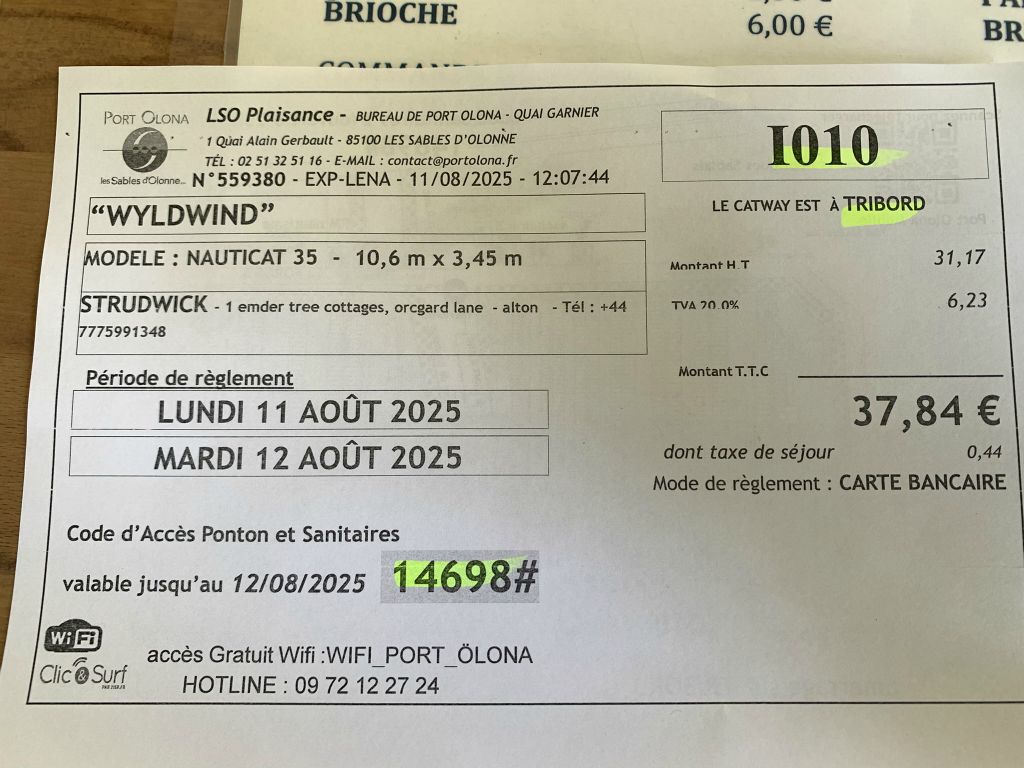 BRIOCHE
6,00 €
BR
PORT OLONA
les Sables d'Olonne
LSO Plaisance - BUREAU DE PORT OLONA - QUAI GARNIER
1 Quai Alain Gerbault - 85100 LES SABLES D'OLONNE
TÉL : 02 51 32 51 16 - E-MAIL : contact@portolona.fr
N°559380 - EXP-LENA - 11/08/2025 - 12:07:44
I010
LE CATWAY EST À TRIBORD
"WYLDWIND"
MODELE : NAUTICAT 35 - 10,6 m x 3,45 m
STRUDWICK - 1 emder tree cottages, orcgard lane - alton - Tél : +44
7775991348
Montant H.T 31,17
TVA 20.0% 6,23
Montant T.T.C
37,84 €
dont taxe de séjour 0,44
Mode de règlement : CARTE BANCAIRE
Période de règlement
LUNDI 11 AOÛT 2025
MARDI 12 AOÛT 2025
Code d'Accès Ponton et Sanitaires
valable jusqu'au 12/08/2025 14698#
WiFi
Clic & Surf
accès Gratuit Wifi :WIFI_PORT_ÖLONA
HOTLINE : 09 72 12 27 24